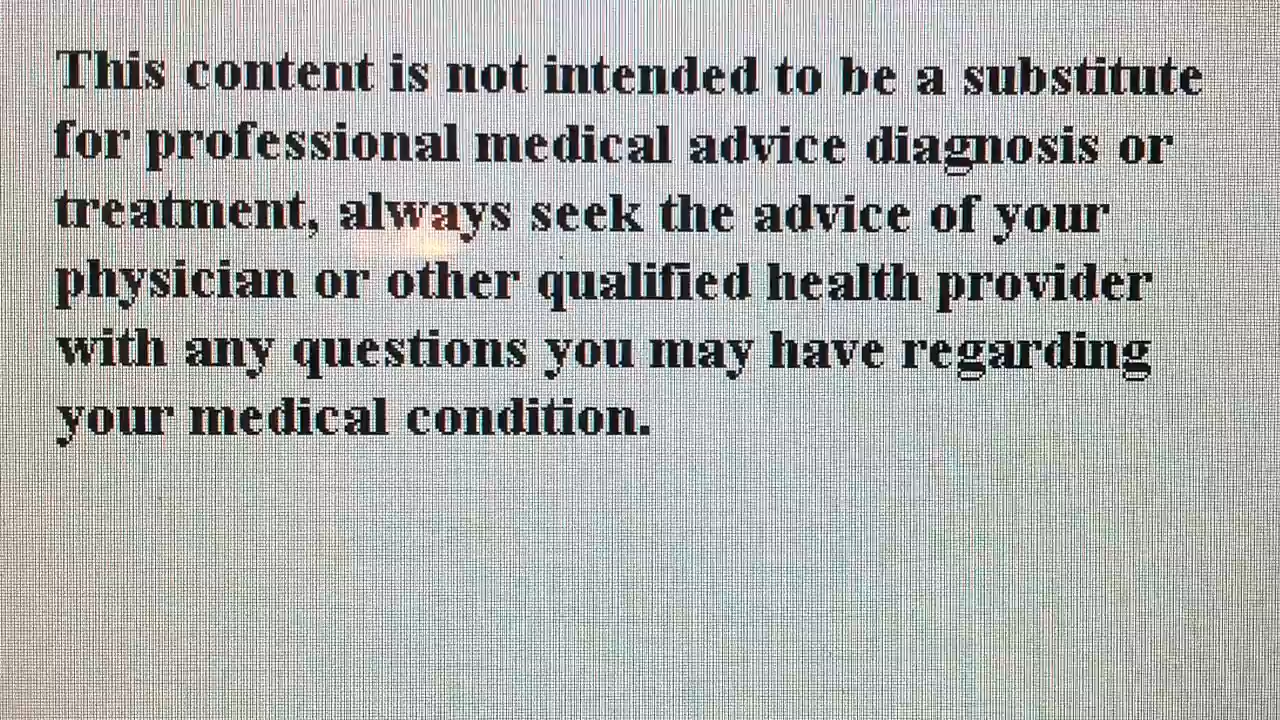 This content is not intended to be a substitute
for professional medical advice diagnosis or
treatment, always seek the advice of your
physician or other qualified health provider
with any questions you may have regarding
your medical condition.